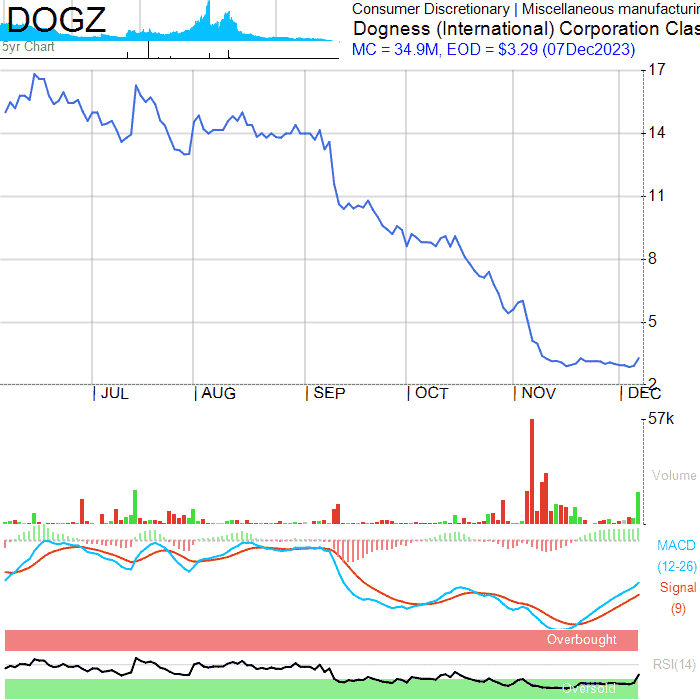 DOGZ
5yr Chart
Consumer Discretionary | Miscellaneous manufacturin
Dogness (International) Corporation Clas
MC = 34.9M, EOD = $3.29 (07Dec2023)
17
14
11
8
5
2
JUL AUG SEP OCT NOV DEC
57k
Volume
MACD
(12-26)
Signal
(9)
Overbought
RSI(14)
Oversold